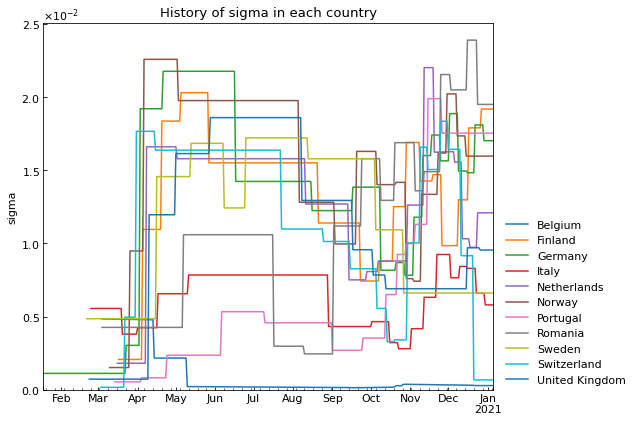 History of sigma in each country
×10⁻²
2.5
2.0
1.5
1.0
0.5
0.0
sigma
Feb Mar Apr May Jun Jul Aug Sep Oct Nov Dec Jan
2021
Belgium
Finland
Germany
Italy
Netherlands
Norway
Portugal
Romania
Sweden
Switzerland
United Kingdom